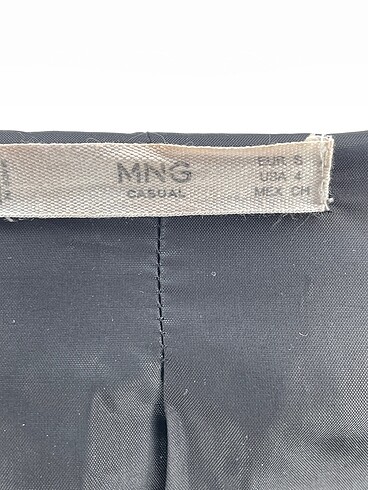 MNG
CASUAL
EUR S
USA 4
MEX CH